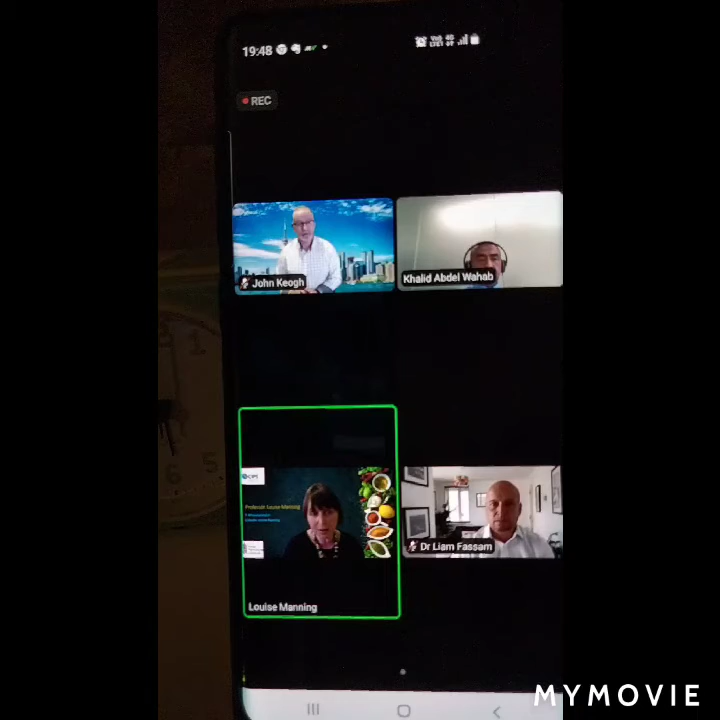 19:48
REC
John Keogh
Khalid Abdel Wahab
Professor Louise Manning
Louise Manning
Dr Liam Fassam
MYMOVIE